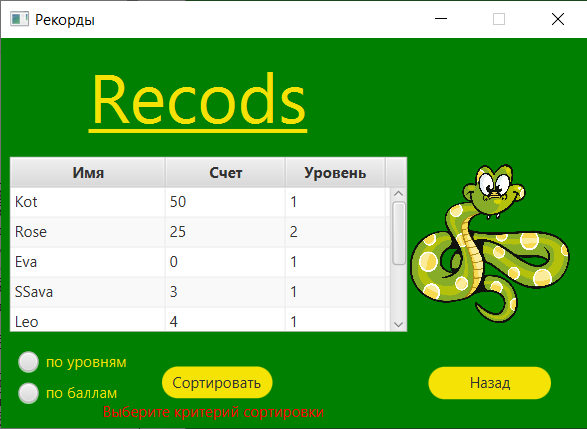 Рекорды
Recods
Имя Счет Уровень
Kot 50 1
Rose 25 2
Eva 0 1
SSava 3 1
Leo 4 1
по уровням
по баллам
Сортировать
Назад
Выберите критерий сортировки